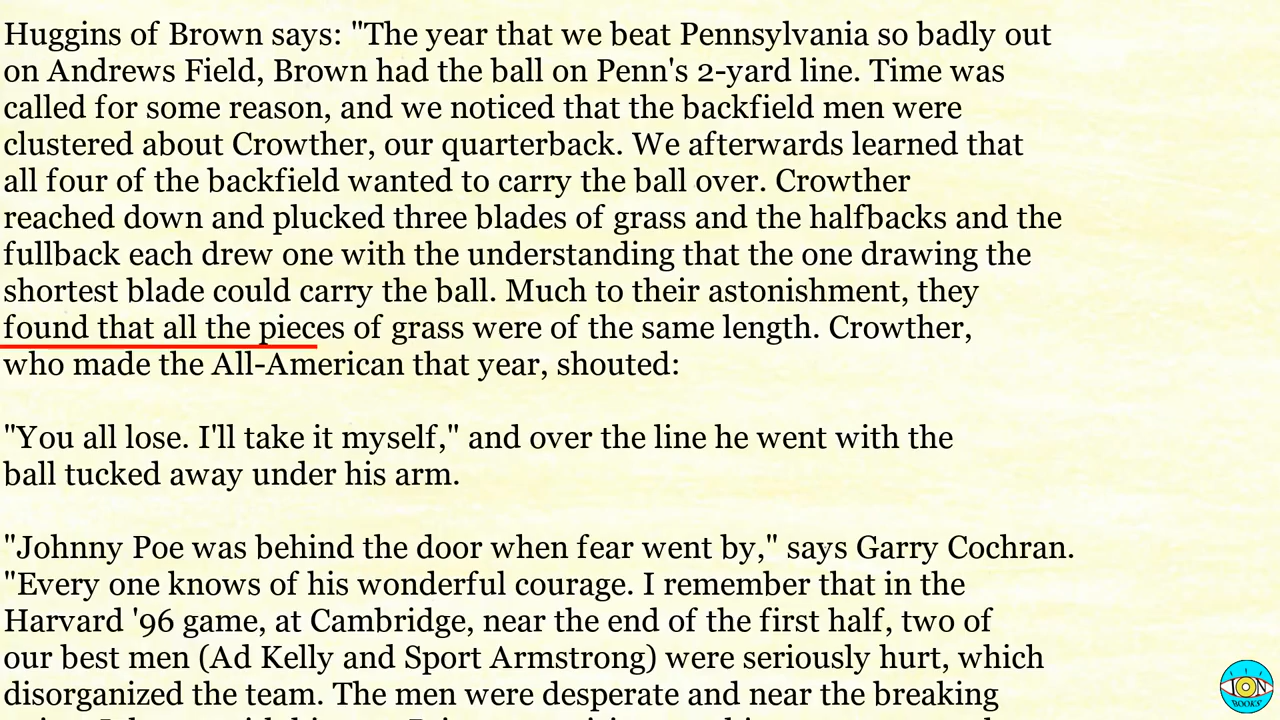 Huggins of Brown says: "The year that we beat Pennsylvania so badly out
on Andrews Field, Brown had the ball on Penn's 2-yard line. Time was
called for some reason, and we noticed that the backfield men were
clustered about Crowther, our quarterback. We afterwards learned that
all four of the backfield wanted to carry the ball over. Crowther
reached down and plucked three blades of grass and the halfbacks and the
fullback each drew one with the understanding that the one drawing the
shortest blade could carry the ball. Much to their astonishment, they
found that all the pieces of grass were of the same length. Crowther,
who made the All-American that year, shouted:
"You all lose. I'll take it myself," and over the line he went with the
ball tucked away under his arm.
"Johnny Poe was behind the door when fear went by," says Garry Cochran.
"Every one knows of his wonderful courage. I remember that in the
Harvard '96 game, at Cambridge, near the end of the first half, two of
our best men (Ad Kelly and Sport Armstrong) were seriously hurt, which
disorganized the team. The men were desperate and near the breaking
ION
BOOKS